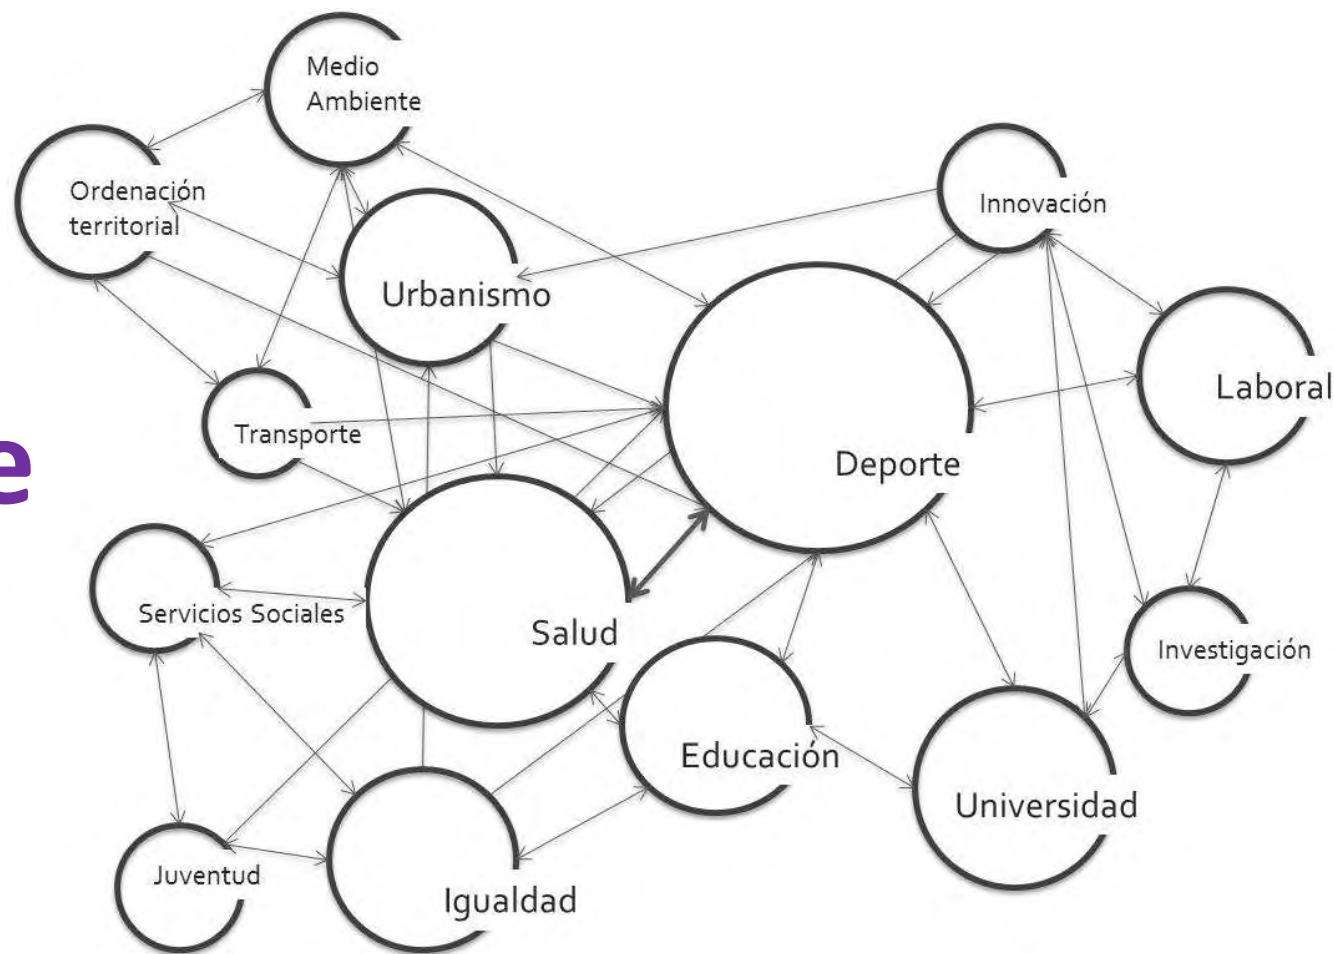 Medio
Ambiente
Ordenación
territorial
Innovación
Urbanismo
Laboral
Transporte
Deporte
e
Servicios Sociales
Salud
Investigación
Educación
Universidad
Juventud
Igualdad